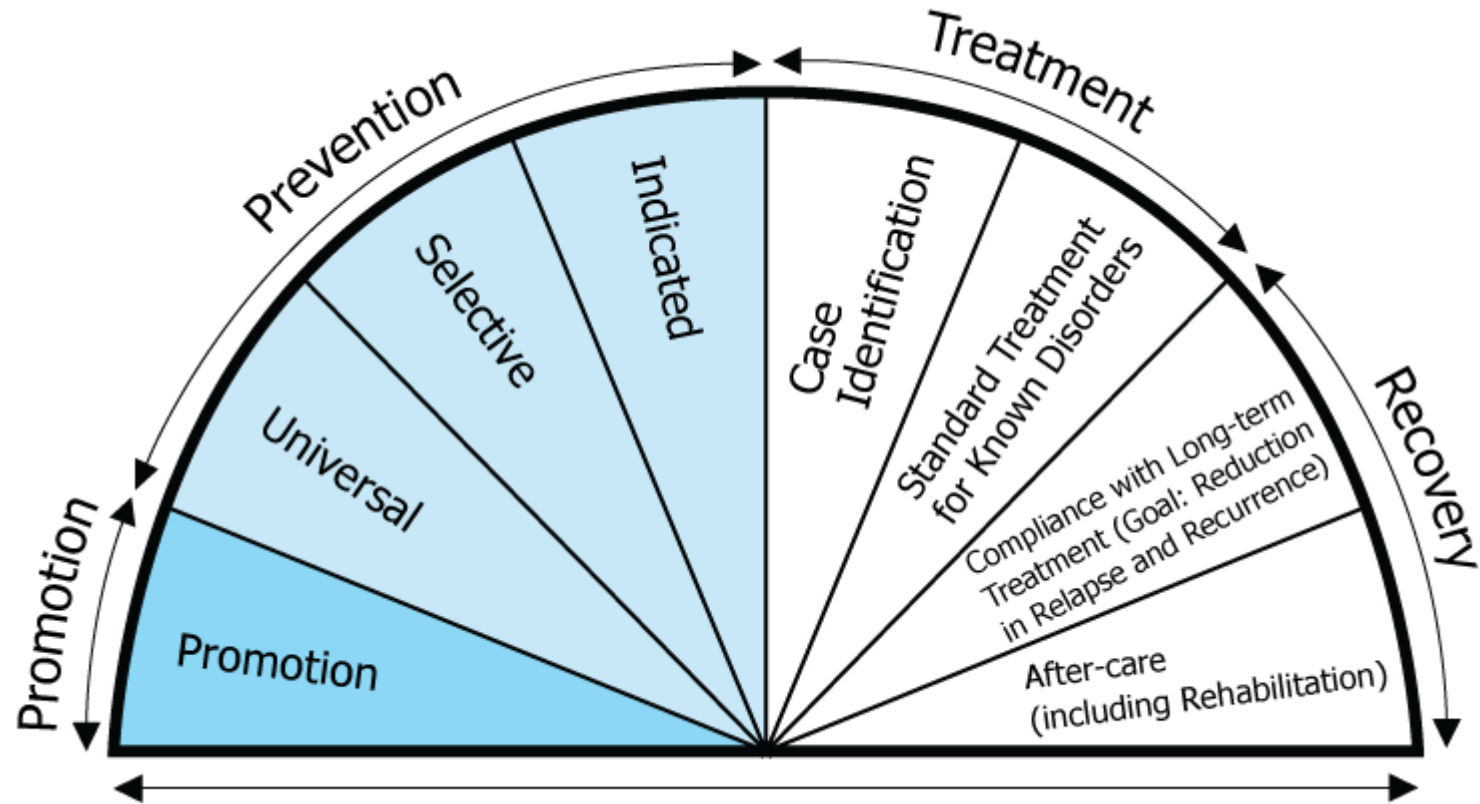 Promotion
Prevention
Treatment
Recovery
Promotion
Universal
Selective
Indicated
Case
Identification
Standard Treatment
for Known Disorders
Compliance with Long-term
Treatment (Goal: Reduction
in Relapse and Recurrence)
After-care
(including Rehabilitation)